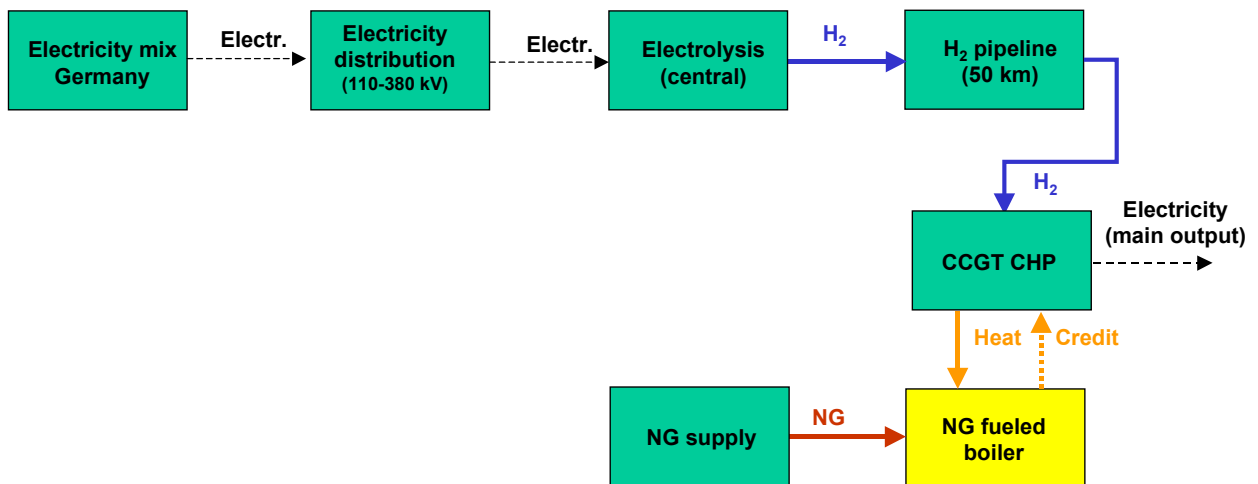 Electricity mix
Germany
Electr.
Electricity
distribution
(110-380 kV)
Electr.
Electrolysis
(central)
H₂
H₂ pipeline
(50 km)
H₂
Electricity
(main output)
CCGT CHP
Heat
Credit
NG supply
NG
NG fueled
boiler